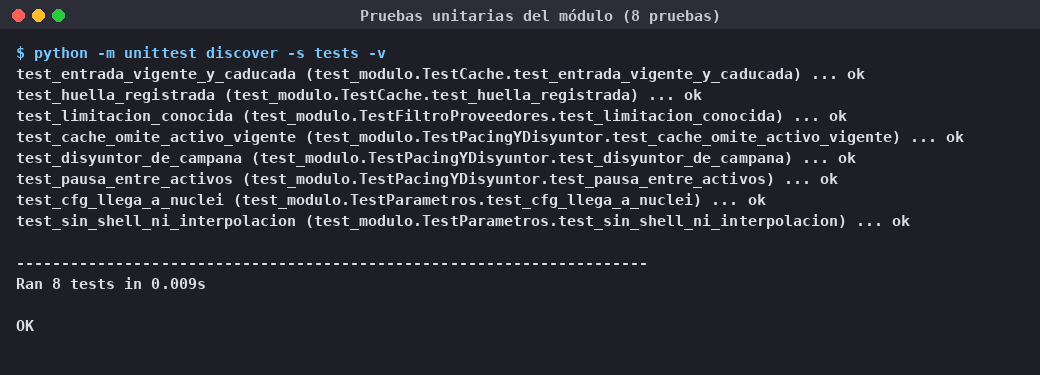 Pruebas unitarias del módulo (8 pruebas)
$ python -m unittest discover -s tests -v
test_entrada_vigente_y_caducada (test_modulo.TestCache.test_entrada_vigente_y_caducada) ... ok
test_huella_registrada (test_modulo.TestCache.test_huella_registrada) ... ok
test_limitacion_conocida (test_modulo.TestFiltroProveedores.test_limitacion_conocida) ... ok
test_cache_omite_activo_vigente (test_modulo.TestPacingYDisyuntor.test_cache_omite_activo_vigente) ... ok
test_disyuntor_de_campana (test_modulo.TestPacingYDisyuntor.test_disyuntor_de_campana) ... ok
test_pausa_entre_activos (test_modulo.TestPacingYDisyuntor.test_pausa_entre_activos) ... ok
test_cfg_llega_a_nuclei (test_modulo.TestParametros.test_cfg_llega_a_nuclei) ... ok
test_sin_shell_ni_interpolacion (test_modulo.TestParametros.test_sin_shell_ni_interpolacion) ... ok
----------------------------------------------------------------------
Ran 8 tests in 0.009s
OK